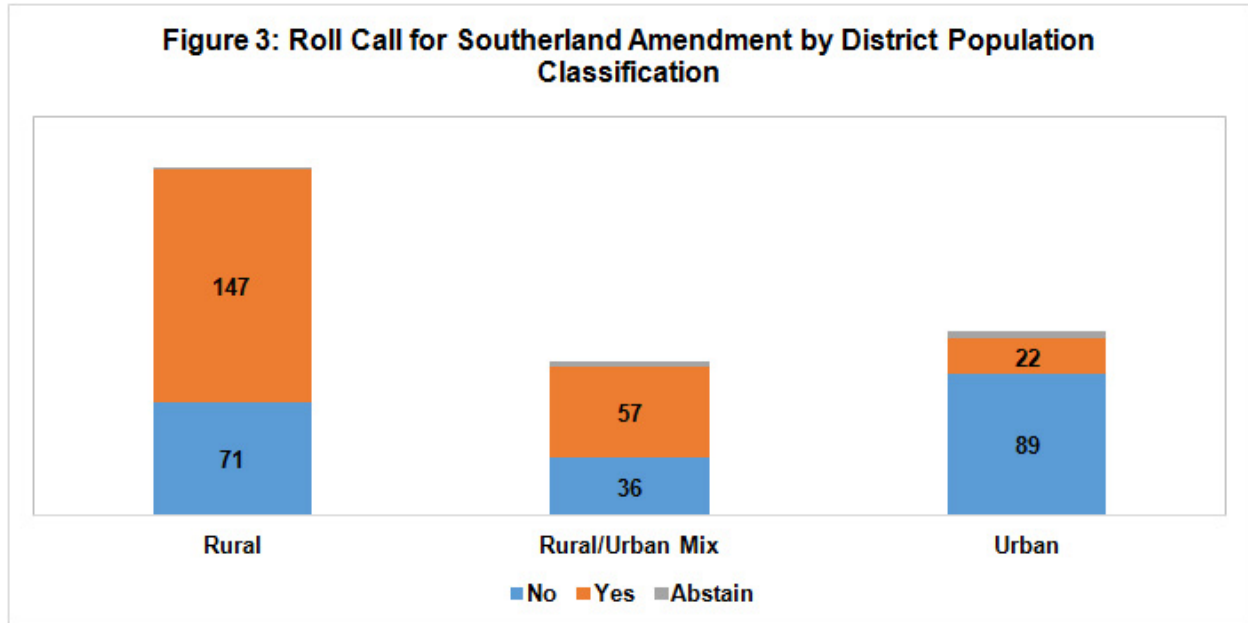 Figure 3: Roll Call for Southerland Amendment by District Population
Classification
147
71
57
36
22
89
Rural
Rural/Urban Mix
Urban
No Yes Abstain